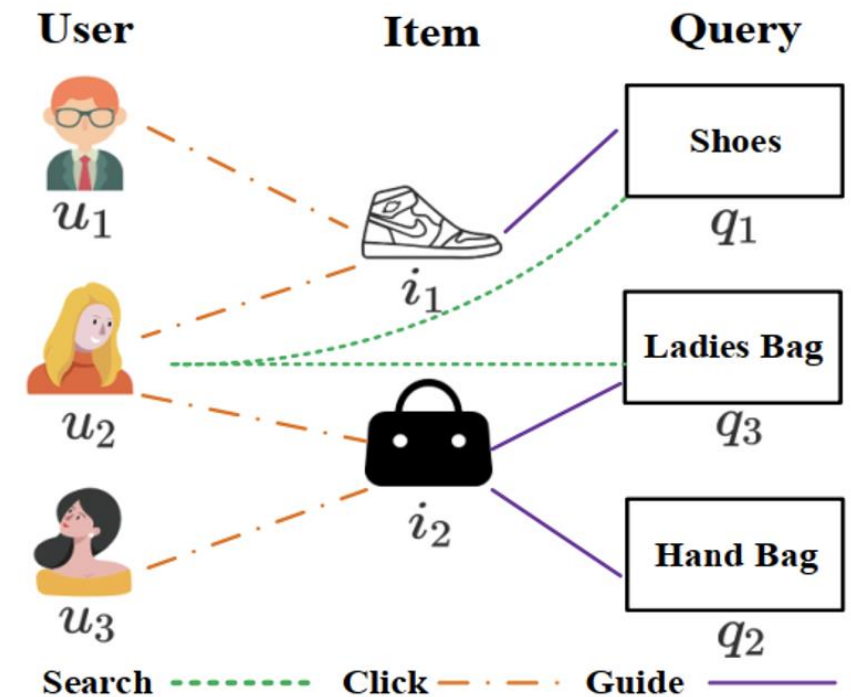 User Item Query
Shoes
u1
q1
i1
Ladies Bag
u2
q3
i2
Hand Bag
u3
q2
Search Click Guide